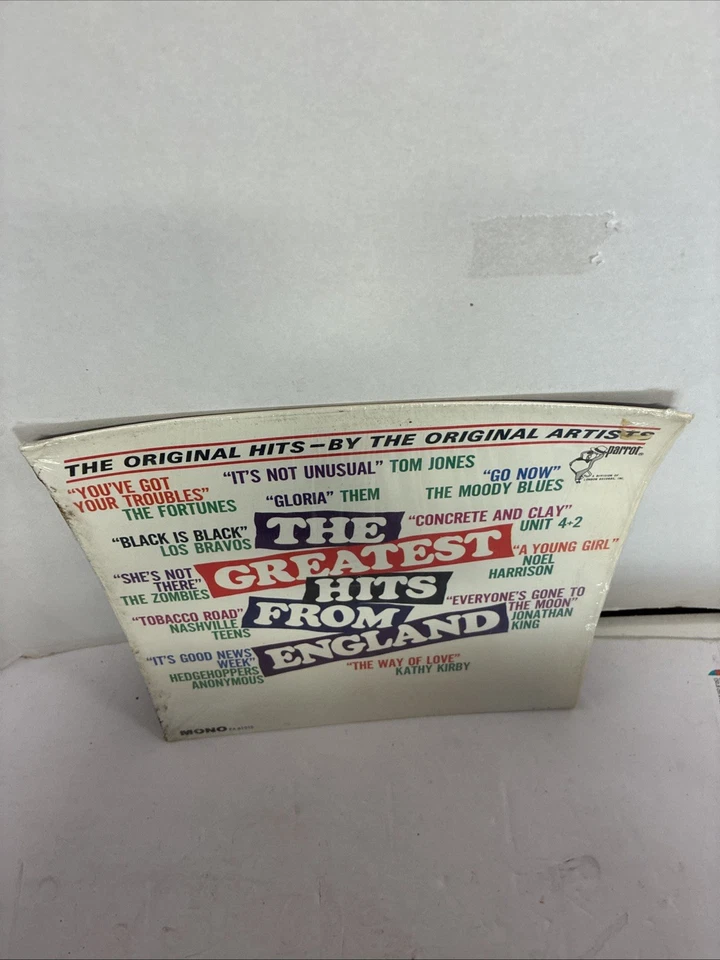 THE ORIGINAL HITS—BY THE ORIGINAL ARTISTS
parrot
"YOU'VE GOT
YOUR TROUBLES"
THE FORTUNES
"IT'S NOT UNUSUAL" TOM JONES
"GO NOW"
THE MOODY BLUES
"GLORIA" THEM
"BLACK IS BLACK"
LOS BRAVOS
"CONCRETE AND CLAY"
UNIT 4+2
"SHE'S NOT
THERE"
THE ZOMBIES
THE
GREATEST
HITS
FROM
ENGLAND
"A YOUNG GIRL"
NOEL
HARRISON
"TOBACCO ROAD"
NASHVILLE
TEENS
"EVERYONE'S GONE TO
THE MOON"
JONATHAN
KING
"IT'S GOOD NEWS
WEEK"
HEDGEHOPPERS
ANONYMOUS
"THE WAY OF LOVE"
KATHY KIRBY
MONO